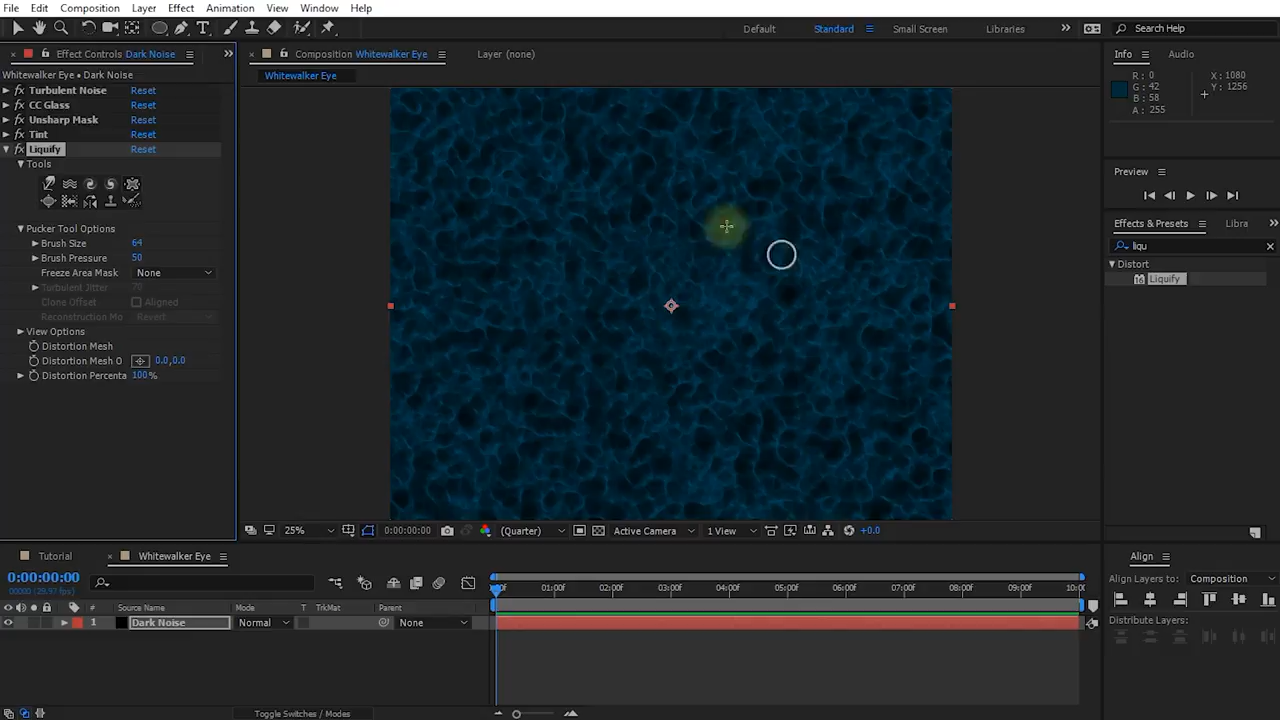 File Edit Composition Layer Effect Animation View Window Help
Default Standard Small Screen Libraries Search Help
Effect Controls Dark Noise
Composition Whitewalker Eye Layer (none)
Info Audio
Whitewalker Eye • Dark Noise
Whitewalker Eye
R: 0 X: 1080
G: 42 Y: 1256
B: 58
A: 255
Turbulent Noise Reset
CC Glass Reset
Unsharp Mask Reset
Tint Reset
Liquify Reset
Tools
Preview
Effects & Presets Libra
liqu
Distort
Liquify
Pucker Tool Options
Brush Size 64
Brush Pressure 50
Freeze Area Mask None
Turbulent Jitter 70
Clone Offset Aligned
Reconstruction Mo Revert
View Options
Distortion Mesh
Distortion Mesh O 0.0,0.0
Distortion Percenta 100%
25% 0:00:00:00 (Quarter) Active Camera 1 View +0.0
Tutorial Whitewalker Eye
0:00:00:00
00000 (29.97 fps)
# Source Name Mode T TrkMat Parent
1 Dark Noise Normal None
:00f 01:00f 02:00f 03:00f 04:00f 05:00f 06:00f 07:00f 08:00f 09:00f 10:00
Align
Align Layers to: Composition
Distribute Layers:
Toggle Switches / Modes